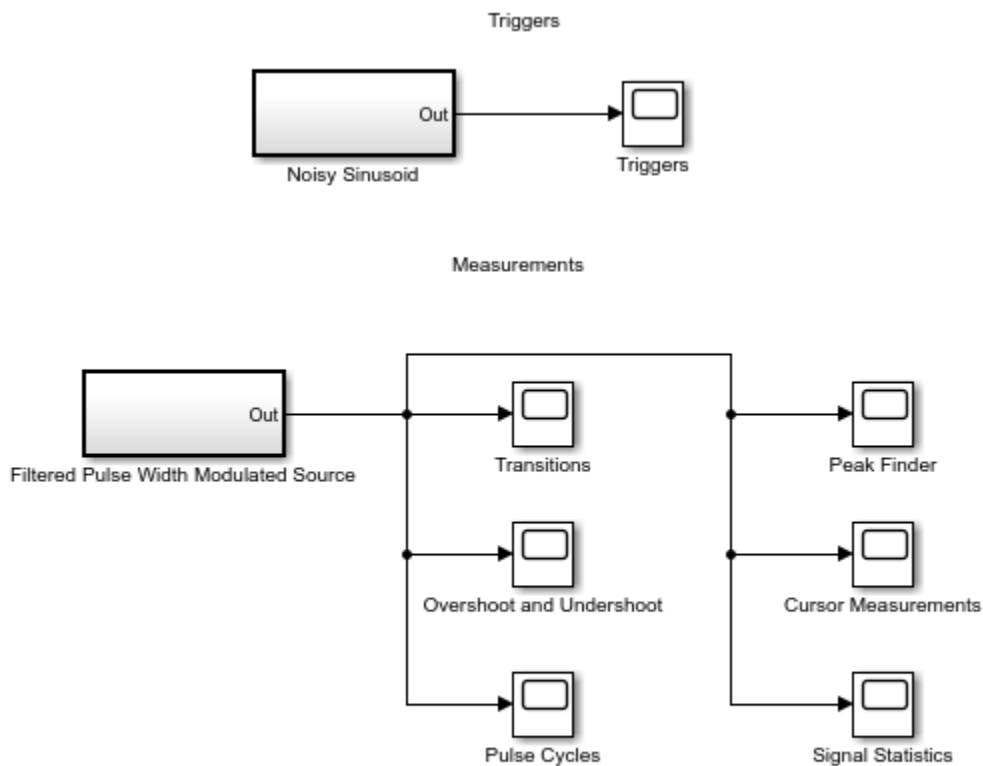 Triggers
Out
Noisy Sinusoid
Triggers
Measurements
Out
Filtered Pulse Width Modulated Source
Transitions
Peak Finder
Overshoot and Undershoot
Cursor Measurements
Pulse Cycles
Signal Statistics